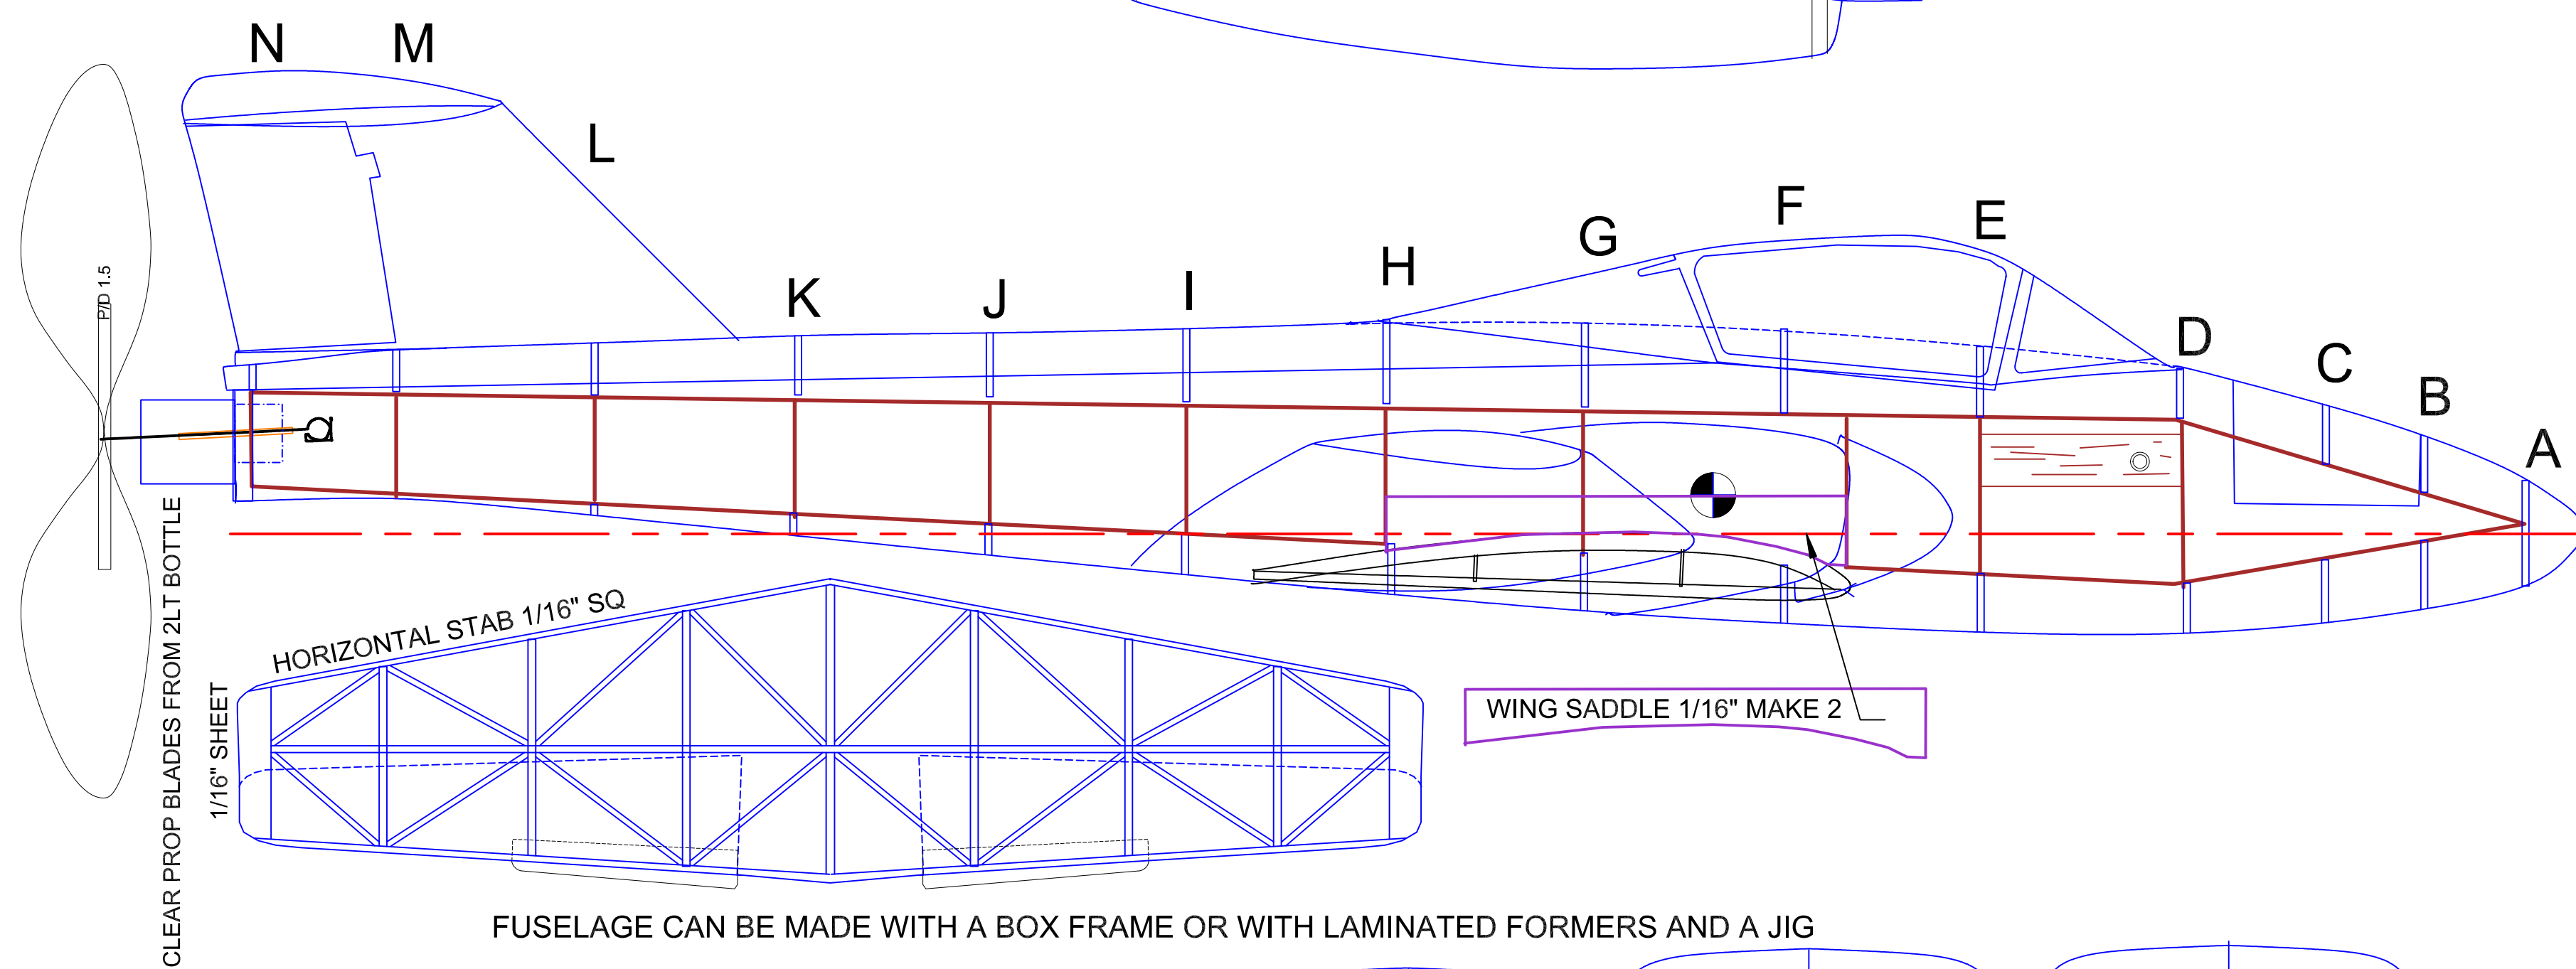 N
M
L
K
J
I
H
G
F
E
D
C
B
A
P/D 1.5
CLEAR PROP BLADES FROM 2LT BOTTLE
1/16" SHEET
HORIZONTAL STAB 1/16" SQ
WING SADDLE 1/16" MAKE 2
FUSELAGE CAN BE MADE WITH A BOX FRAME OR WITH LAMINATED FORMERS AND A JIG